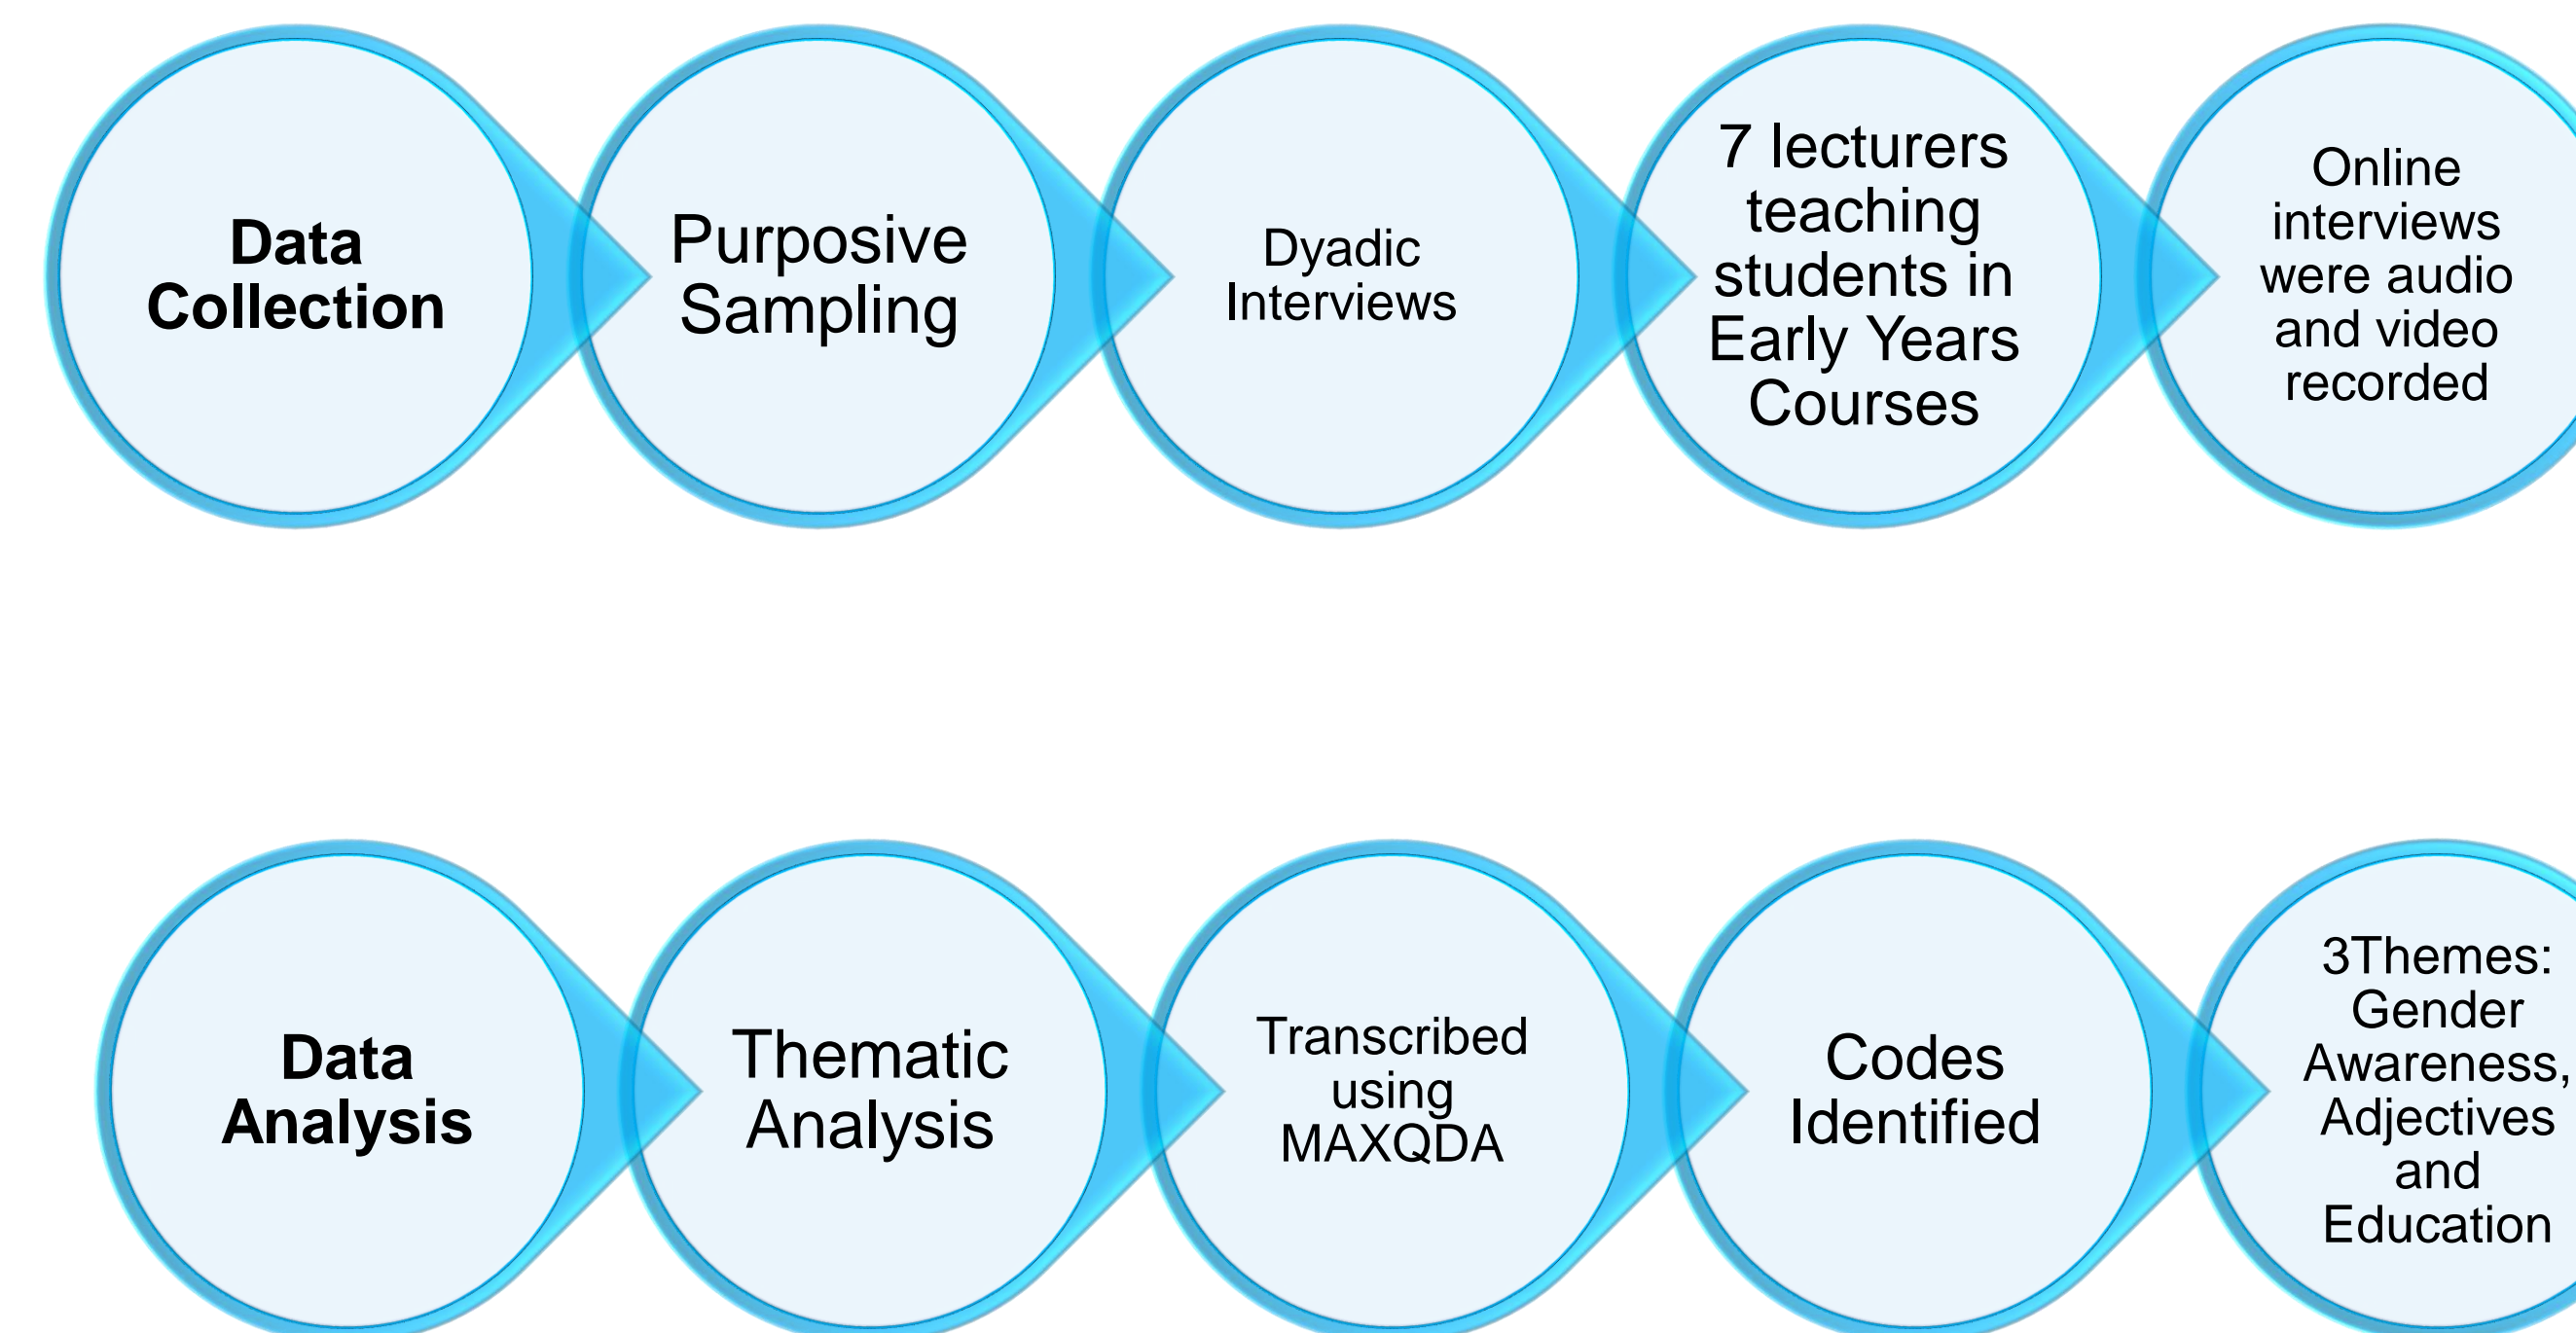 Data
Collection
Purposive
Sampling
Dyadic
Interviews
7 lecturers
teaching
students in
Early Years
Courses
Online
interviews
were audio
and video
recorded
Data
Analysis
Thematic
Analysis
Transcribed
using
MAXQDA
Codes
Identified
3Themes:
Gender
Awareness,
Adjectives
and
Education